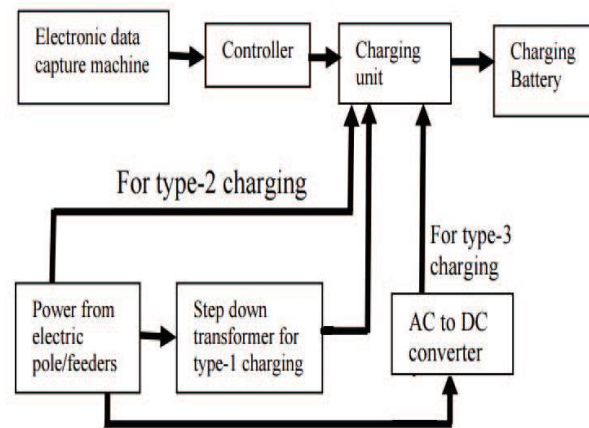 Electronic data
capture machine
Controller
Charging
unit
Charging
Battery
For type-2 charging
For type-3
charging
Power from
electric
pole/feeders
Step down
transformer for
type-1 charging
AC to DC
converter